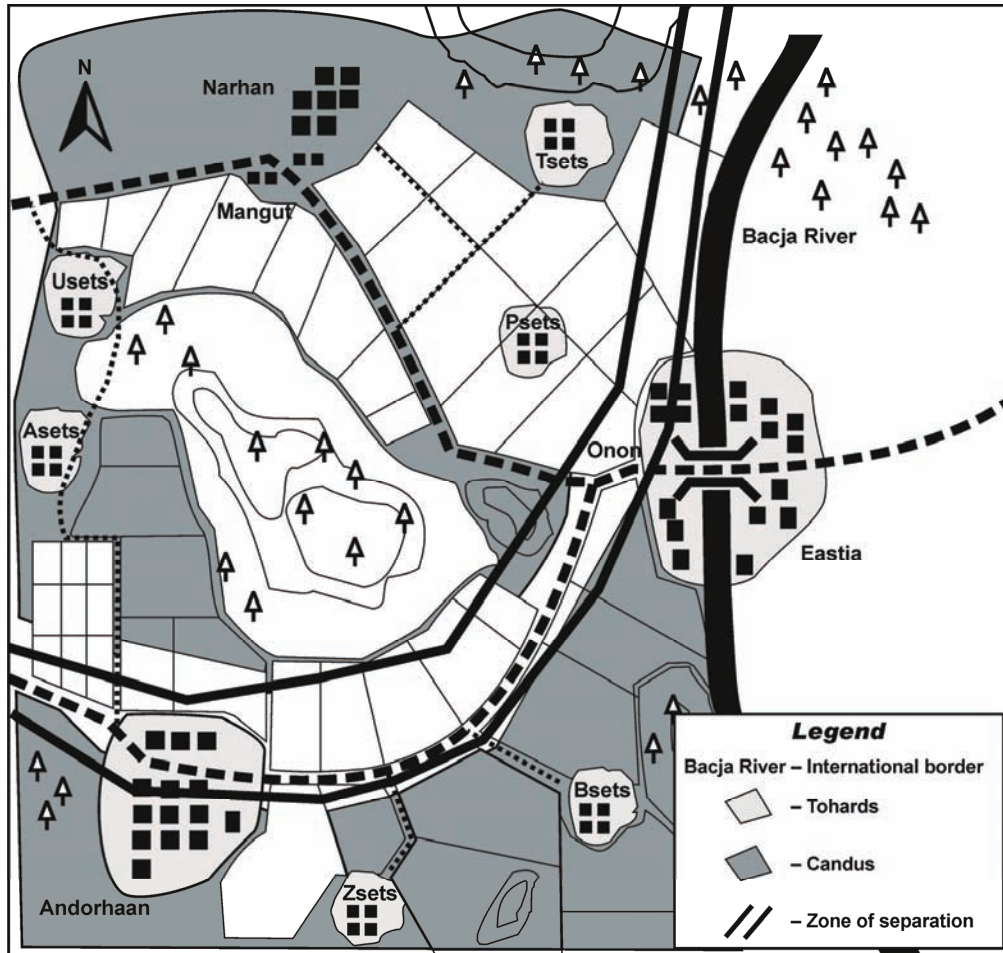 N
Narhan
Tsets
Mangut
Bacja River
Usets
Psets
Asets
Onon
Eastia
Bsets
Zsets
Andorhaan
Legend
Bacja River – International border
– Tohards
– Candus
– Zone of separation